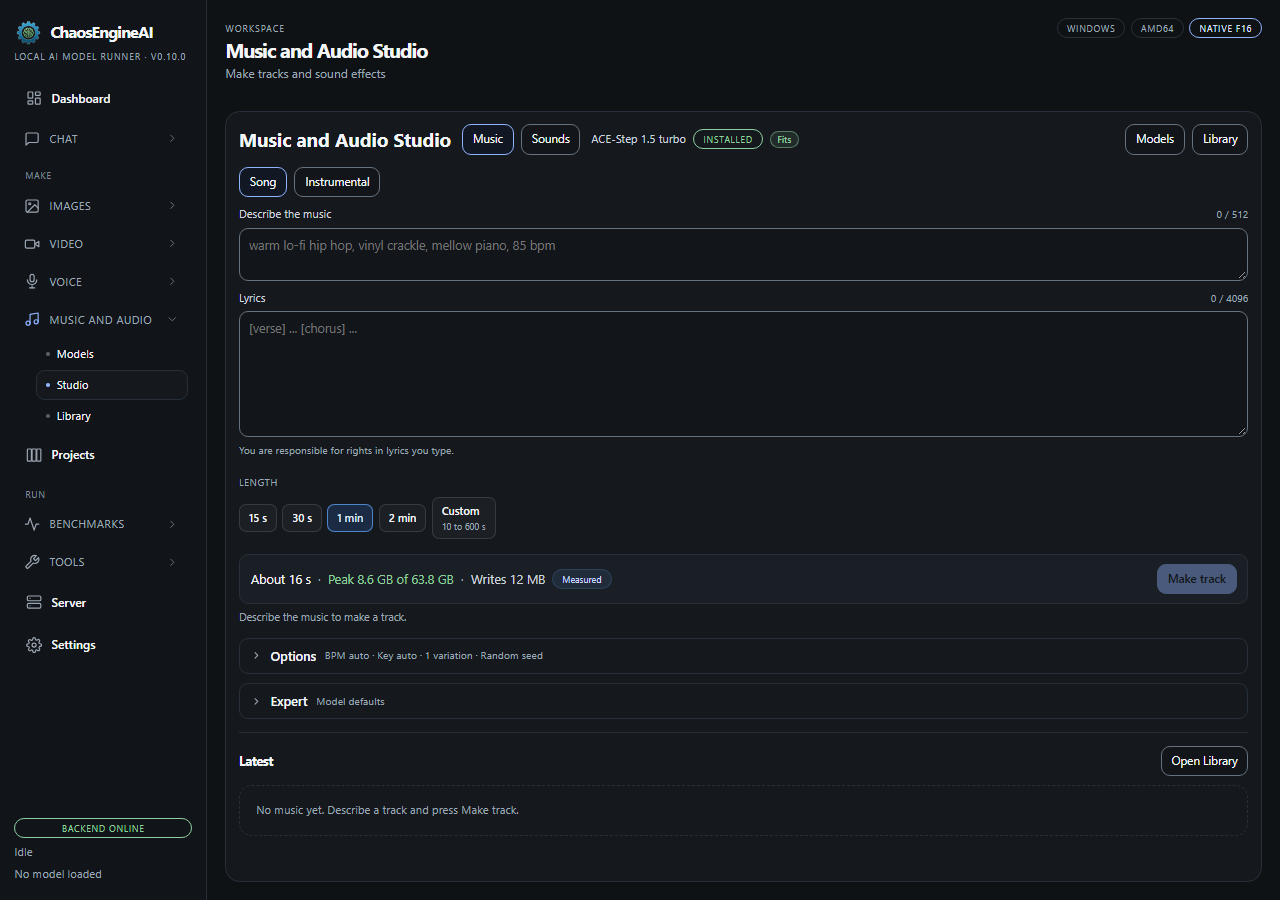 ChaosEngineAI
LOCAL AI MODEL RUNNER · V0.10.0
Dashboard
CHAT
MAKE
IMAGES
VIDEO
VOICE
MUSIC AND AUDIO
Models
Studio
Library
Projects
RUN
BENCHMARKS
TOOLS
Server
Settings
BACKEND ONLINE
Idle
No model loaded
WORKSPACE
Music and Audio Studio
Make tracks and sound effects
WINDOWS AMD64 NATIVE F16
Music and Audio Studio Music Sounds ACE-Step 1.5 turbo INSTALLED Fits Models Library
Song Instrumental
Describe the music 0 / 512
warm lo-fi hip hop, vinyl crackle, mellow piano, 85 bpm
Lyrics 0 / 4096
[verse] ... [chorus] ...
You are responsible for rights in lyrics you type.
LENGTH
15 s 30 s 1 min 2 min Custom
10 to 600 s
About 16 s · Peak 8.6 GB of 63.8 GB · Writes 12 MB Measured Make track
Describe the music to make a track.
Options BPM auto · Key auto · 1 variation · Random seed
Expert Model defaults
Latest Open Library
No music yet. Describe a track and press Make track.